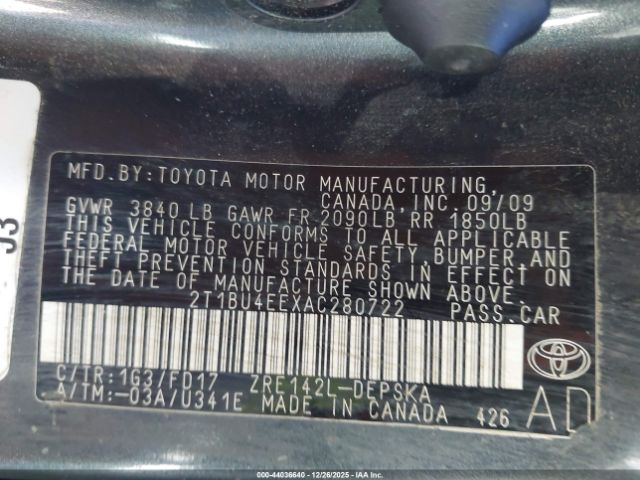 MFD. BY: TOYOTA MOTOR MANUFACTURING,
CANADA, INC. 09/09
GVWR 3840 LB GAWR FR 2090LB RR 1850LB
THIS VEHICLE CONFORMS TO ALL APPLICABLE
FEDERAL MOTOR VEHICLE SAFETY, BUMPER, AND
THEFT PREVENTION STANDARDS IN EFFECT ON
THE DATE OF MANUFACTURE SHOWN ABOVE.
2T1BU4EEXAC280722 PASS. CAR
C/TR: 1G3/FD17 ZRE142L-DEPSKA
A/TM: -03A/U341E MADE IN CANADA 426
AD
J3
000-44036640 - 12/26/2025 - IAAI.COM